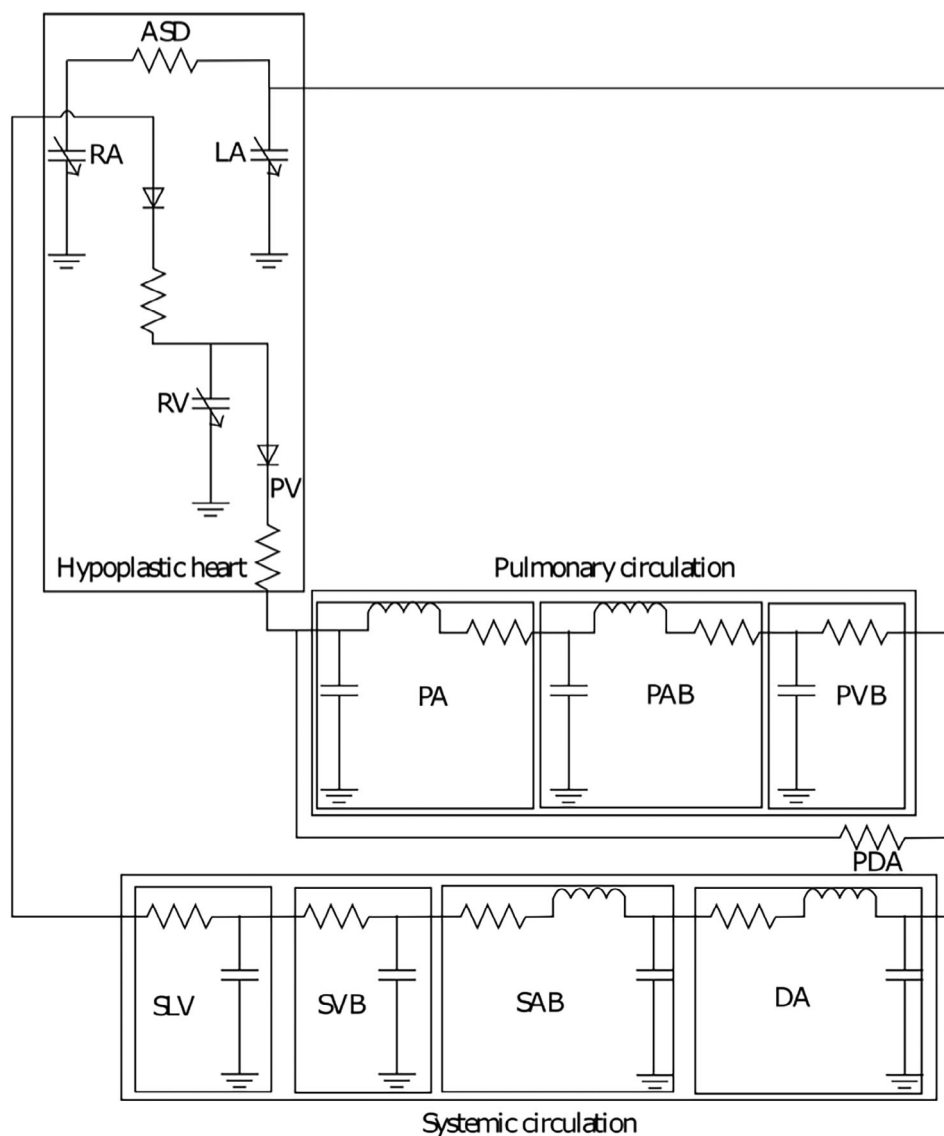 ASD
RA
LA
RV
PV
Hypoplastic heart
Pulmonary circulation
PA
PAB
PVB
PDA
SLV
SVB
SAB
DA
Systemic circulation